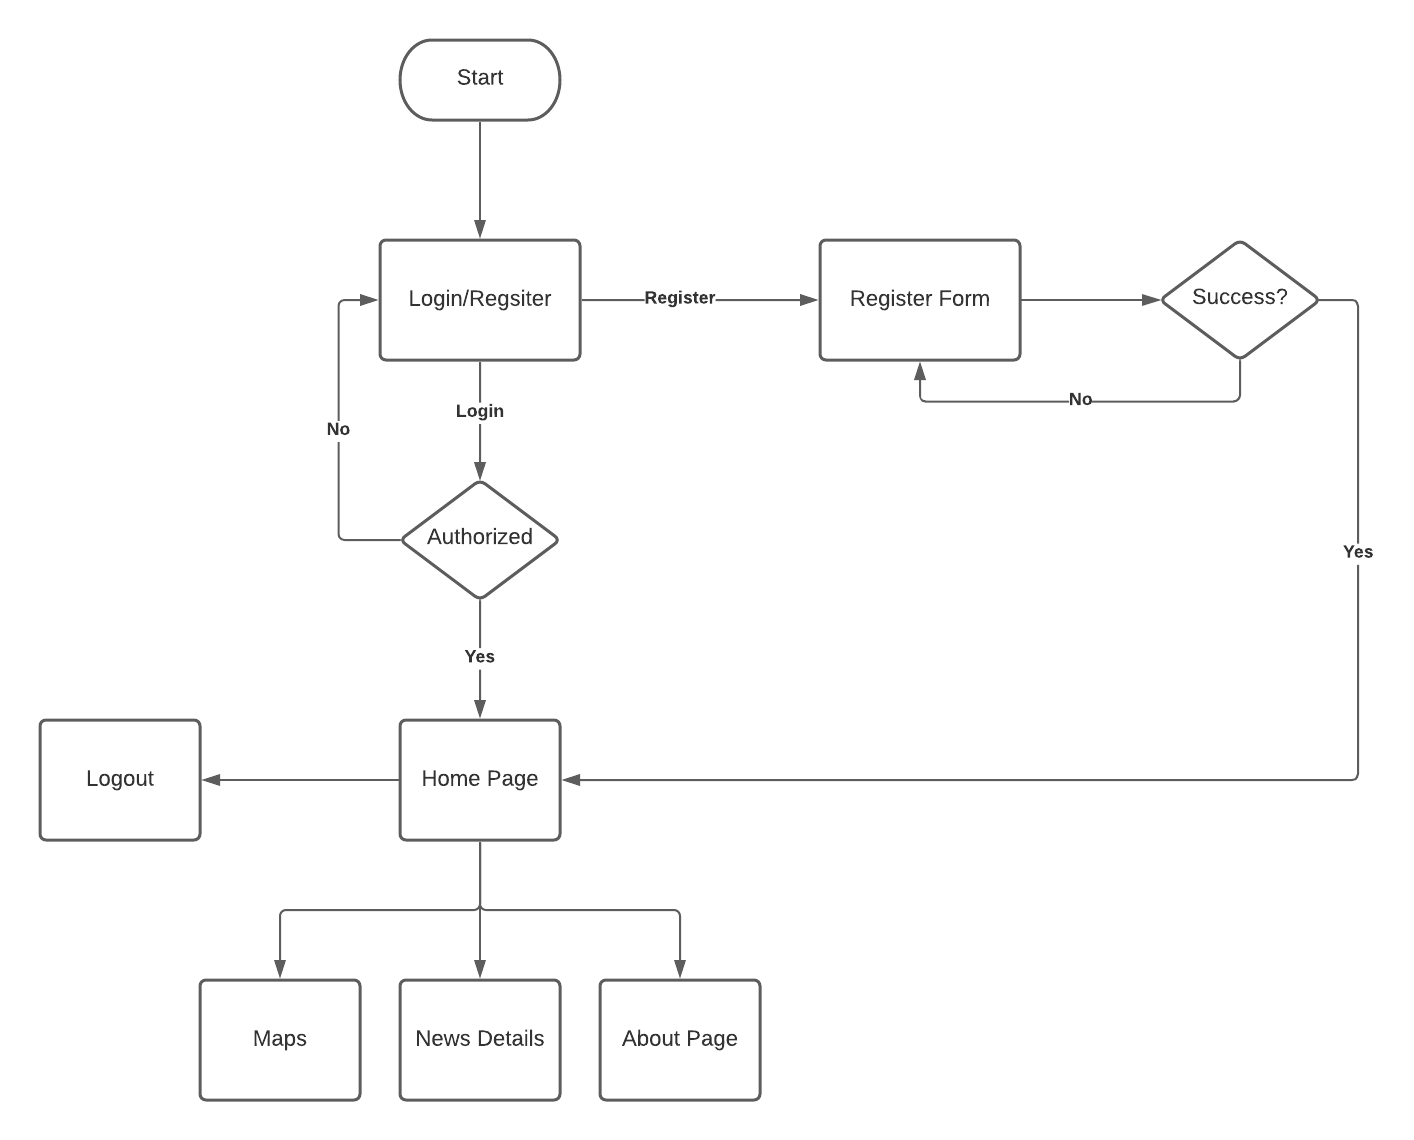 Start
Login/Regsiter
Register
Register Form
Success?
No
Login
No
Authorized
Yes
Yes
Logout
Home Page
Maps
News Details
About Page